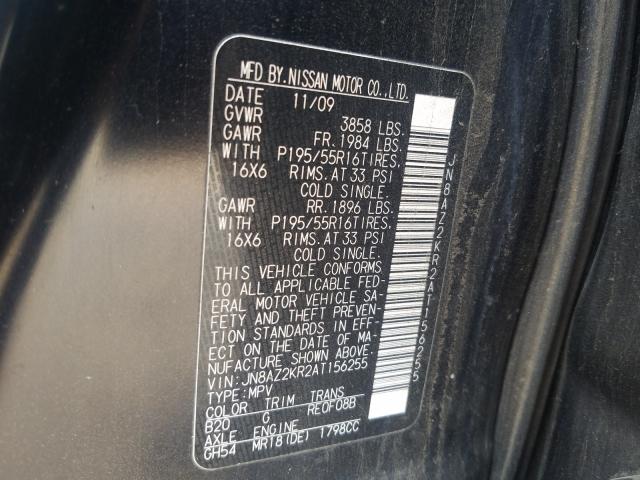 MFD BY.NISSAN MOTOR CO.,LTD.
DATE 11/09
GVWR 3858 LBS.
GAWR FR.1984 LBS.
WITH P195/55R16TIRES.
16X6 RIMS.AT 33 PSI
COLD SINGLE.
GAWR RR.1896 LBS.
WITH P195/55R16TIRES.
16X6 RIMS.AT 33 PSI
COLD SINGLE.
THIS VEHICLE CONFORMS
TO ALL APPLICABLE FED-
ERAL MOTOR VEHICLE SA-
FETY AND THEFT PREVEN-
TION STANDARDS IN EFF-
ECT ON THE DATE OF MA-
NUFACTURE SHOWN ABOVE.
VIN:JN8AZ2KR2AT156255
TYPE:MPV
COLOR TRIM TRANS
B20 G RE0F08B
AXLE ENGINE
GH54 MR18(DE) 1798CC
JN8AZ2KR2AT156255